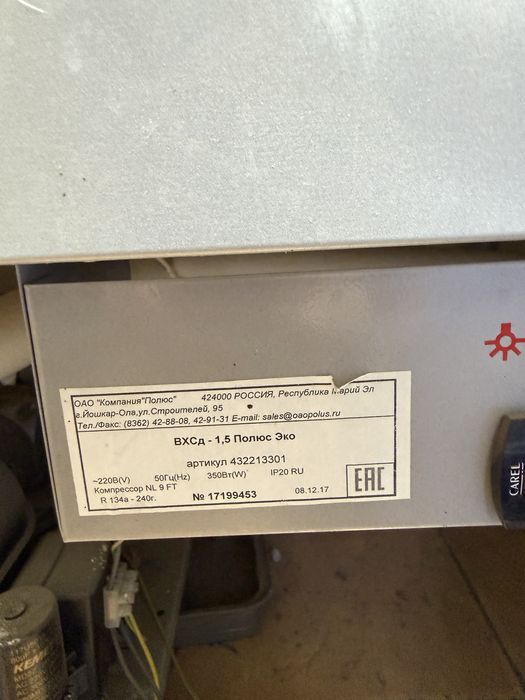 ОАО "Компания"Полюс" 424000 РОССИЯ, Республика Марий Эл
г.Йошкар-Ола,ул.Строителей, 95
Тел./Факс: (8362) 42-88-08, 42-91-31 E-mail: sales@oaopolus.ru
ВХСд - 1,5 Полюс Эко
артикул 432213301
~220В(V) 50Гц(Hz) 350Вт(W) IP20 RU
Компрессор NL 9 FT
R 134a - 240г. № 17199453 08.12.17
EAC
CAREL